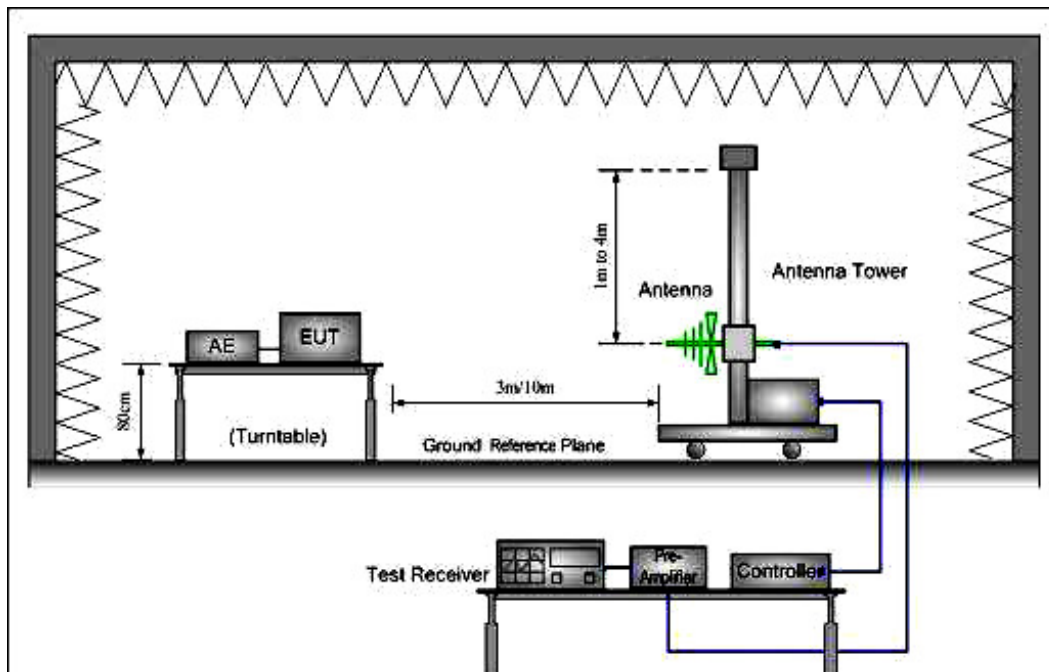 1m to 4m
Antenna
Antenna Tower
AE
EUT
3m/10m
80cm
(Turntable)
Ground Reference Plane
Test Receiver
Pre-
Amplifier
Controller